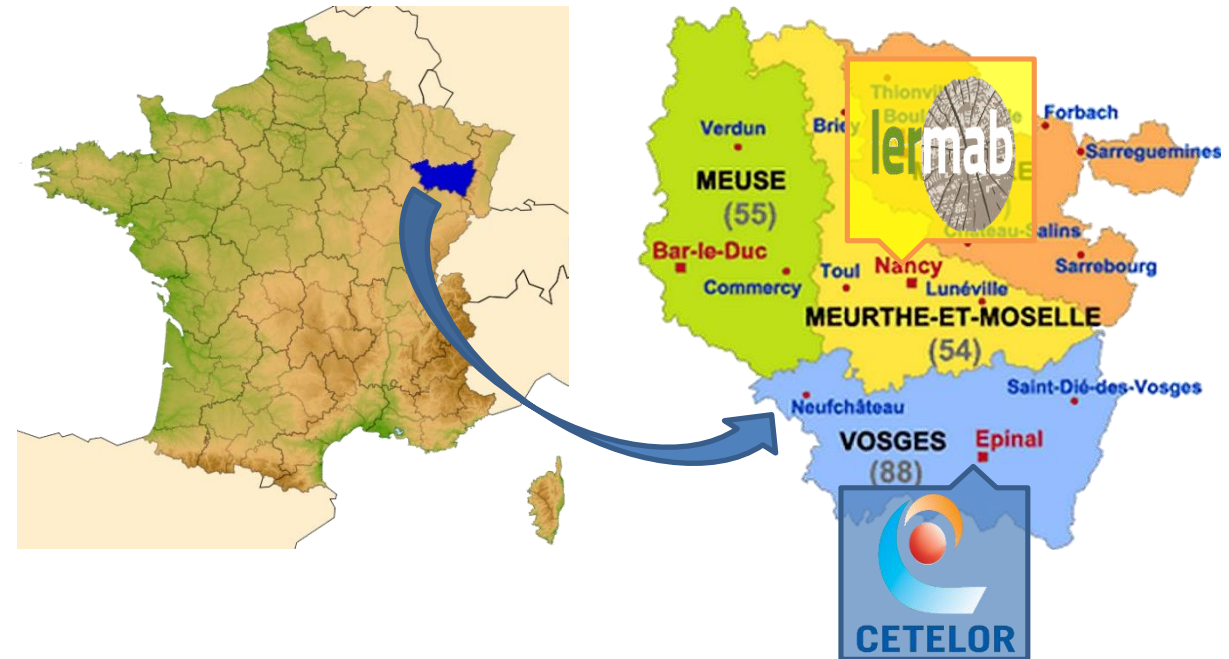 Thionville
Verdun
Briey
Forbach
lermab
Sarreguemines
MEUSE
(55)
Château-Salins
Bar-le-Duc
Toul
Nancy
Sarrebourg
Commercy
Lunéville
MEURTHE-ET-MOSELLE
(54)
Saint-Dié-des-Vosges
Neufchâteau
VOSGES
Epinal
(88)
CETELOR